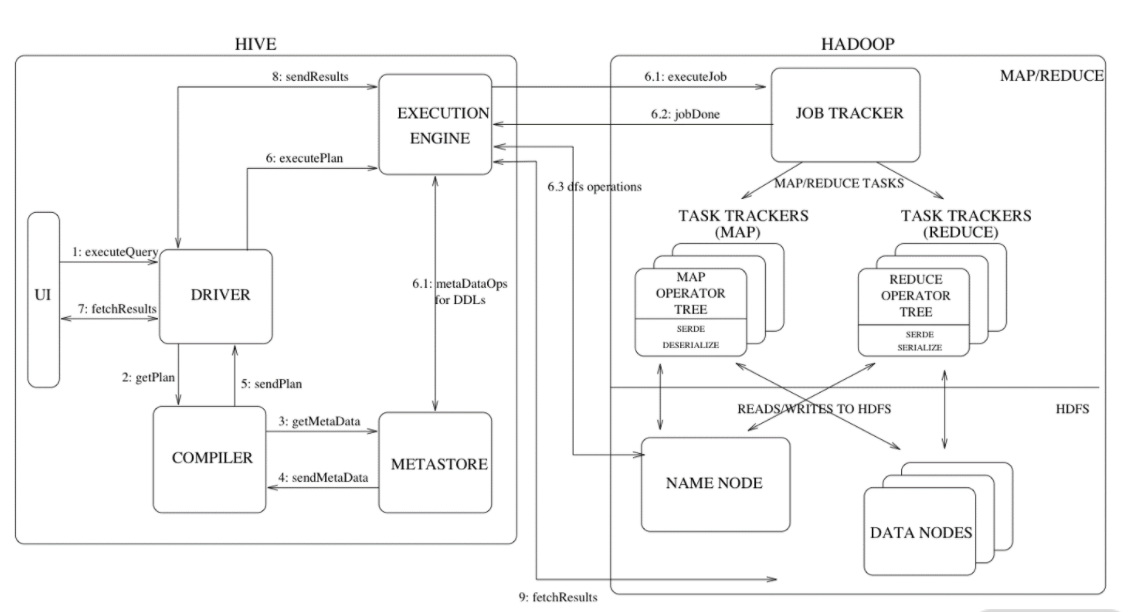 HIVE
HADOOP
8: sendResults
6.1: executeJob
MAP/REDUCE
EXECUTION
ENGINE
JOB TRACKER
6.2: jobDone
6: executePlan
6.3 dfs operations
MAP/REDUCE TASKS
TASK TRACKERS
(MAP)
TASK TRACKERS
(REDUCE)
1: executeQuery
UI
DRIVER
7: fetchResults
6.1: metaDataOps
for DDLs
MAP
OPERATOR
TREE
SERDE
DESERIALIZE
REDUCE
OPERATOR
TREE
SERDE
SERIALIZE
2: getPlan
5: sendPlan
READS/WRITES TO HDFS
HDFS
COMPILER
3: getMetaData
4: sendMetaData
METASTORE
NAME NODE
DATA NODES
9: fetchResults